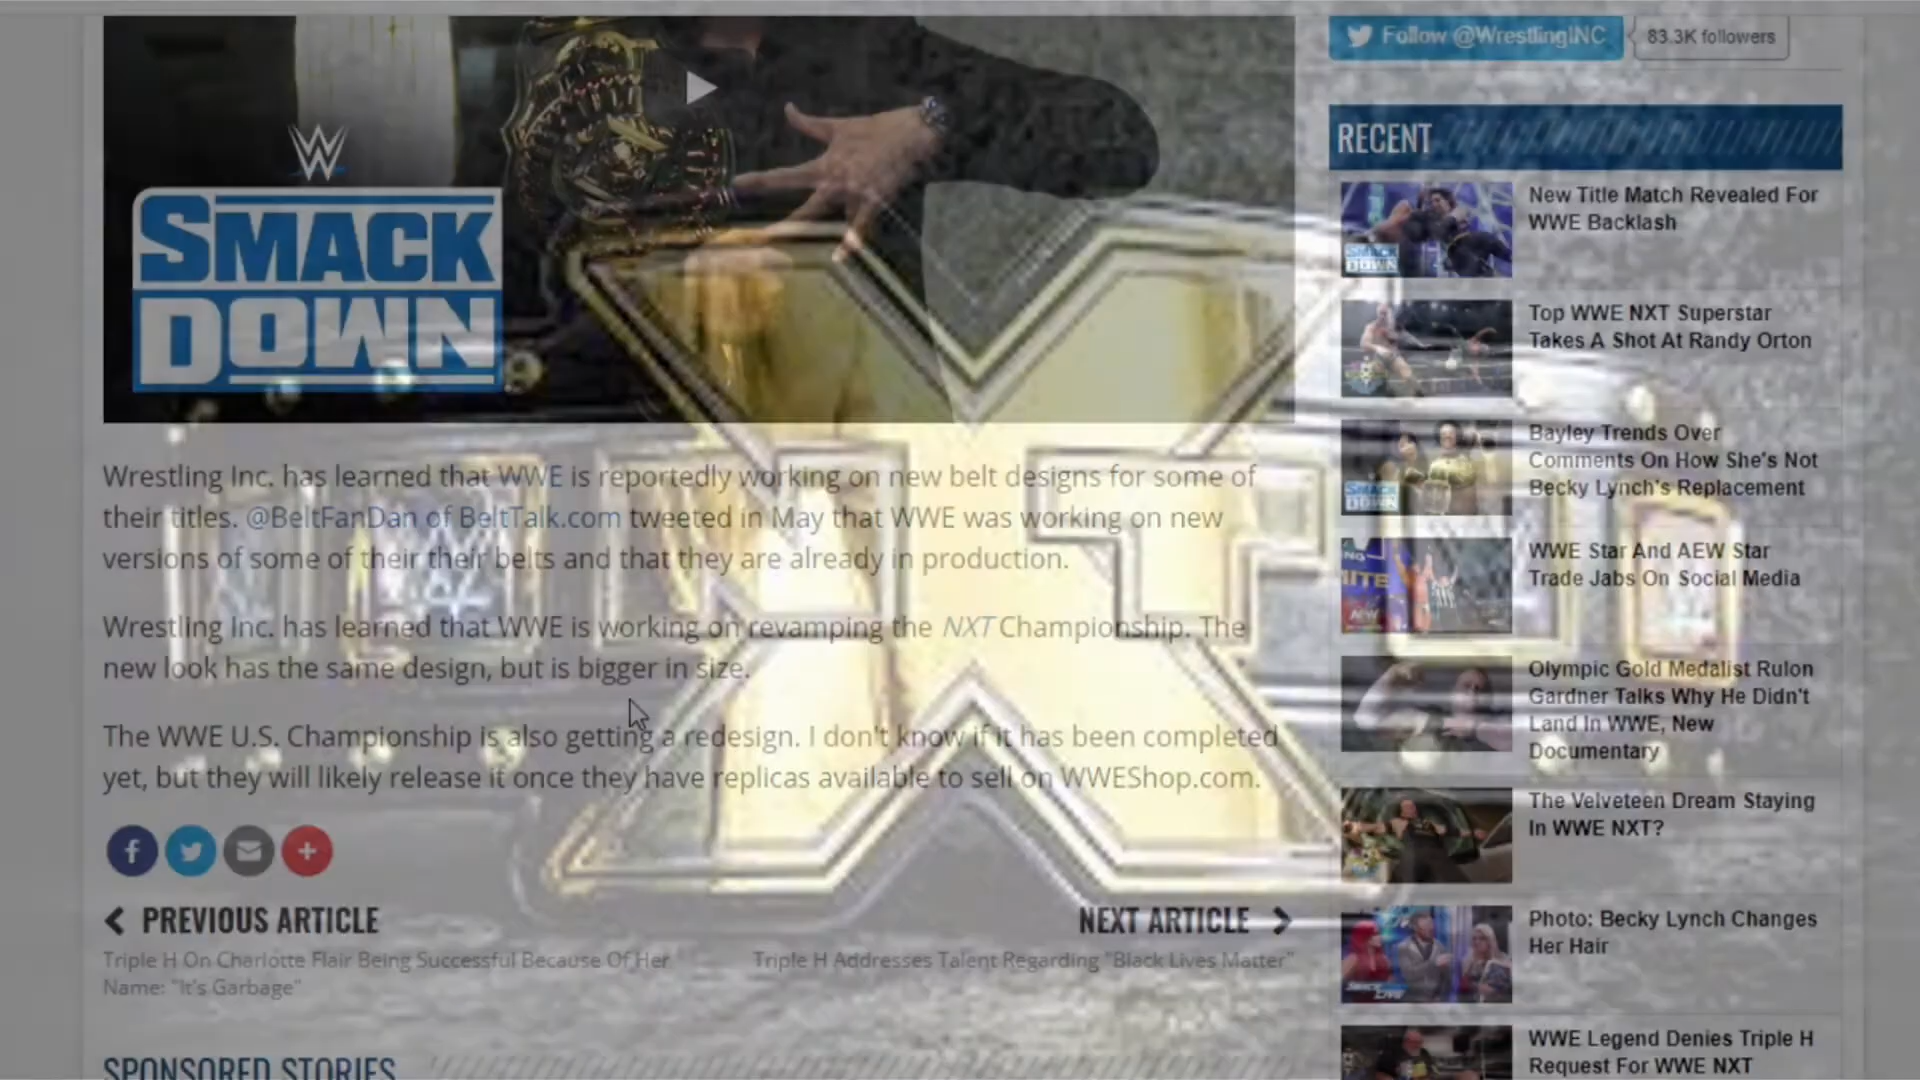 Follow @WrestlingINC
83.3K followers
W
SMACK
DOWN
Wrestling Inc. has learned that WWE is reportedly working on new belt designs for some of
their titles. @BeltFanDan of BeltTalk.com tweeted in May that WWE was working on new
versions of some of their their belts and that they are already in production.
Wrestling Inc. has learned that WWE is working on revamping the NXT Championship. The
new look has the same design, but is bigger in size.
The WWE U.S. Championship is also getting a redesign. I don't know if it has been completed
yet, but they will likely release it once they have replicas available to sell on WWEShop.com.
PREVIOUS ARTICLE
Triple H On Charlotte Flair Being Successful Because Of Her
Name: "It's Garbage"
NEXT ARTICLE
Triple H Addresses Talent Regarding "Black Lives Matter"
SPONSORED STORIES
RECENT
New Title Match Revealed For
WWE Backlash
Top WWE NXT Superstar
Takes A Shot At Randy Orton
Bayley Trends Over
Comments On How She's Not
Becky Lynch's Replacement
WWE Star And AEW Star
Trade Jabs On Social Media
Olympic Gold Medalist Rulon
Gardner Talks Why He Didn't
Land In WWE, New
Documentary
The Velveteen Dream Staying
In WWE NXT?
Photo: Becky Lynch Changes
Her Hair
WWE Legend Denies Triple H
Request For WWE NXT
NXT